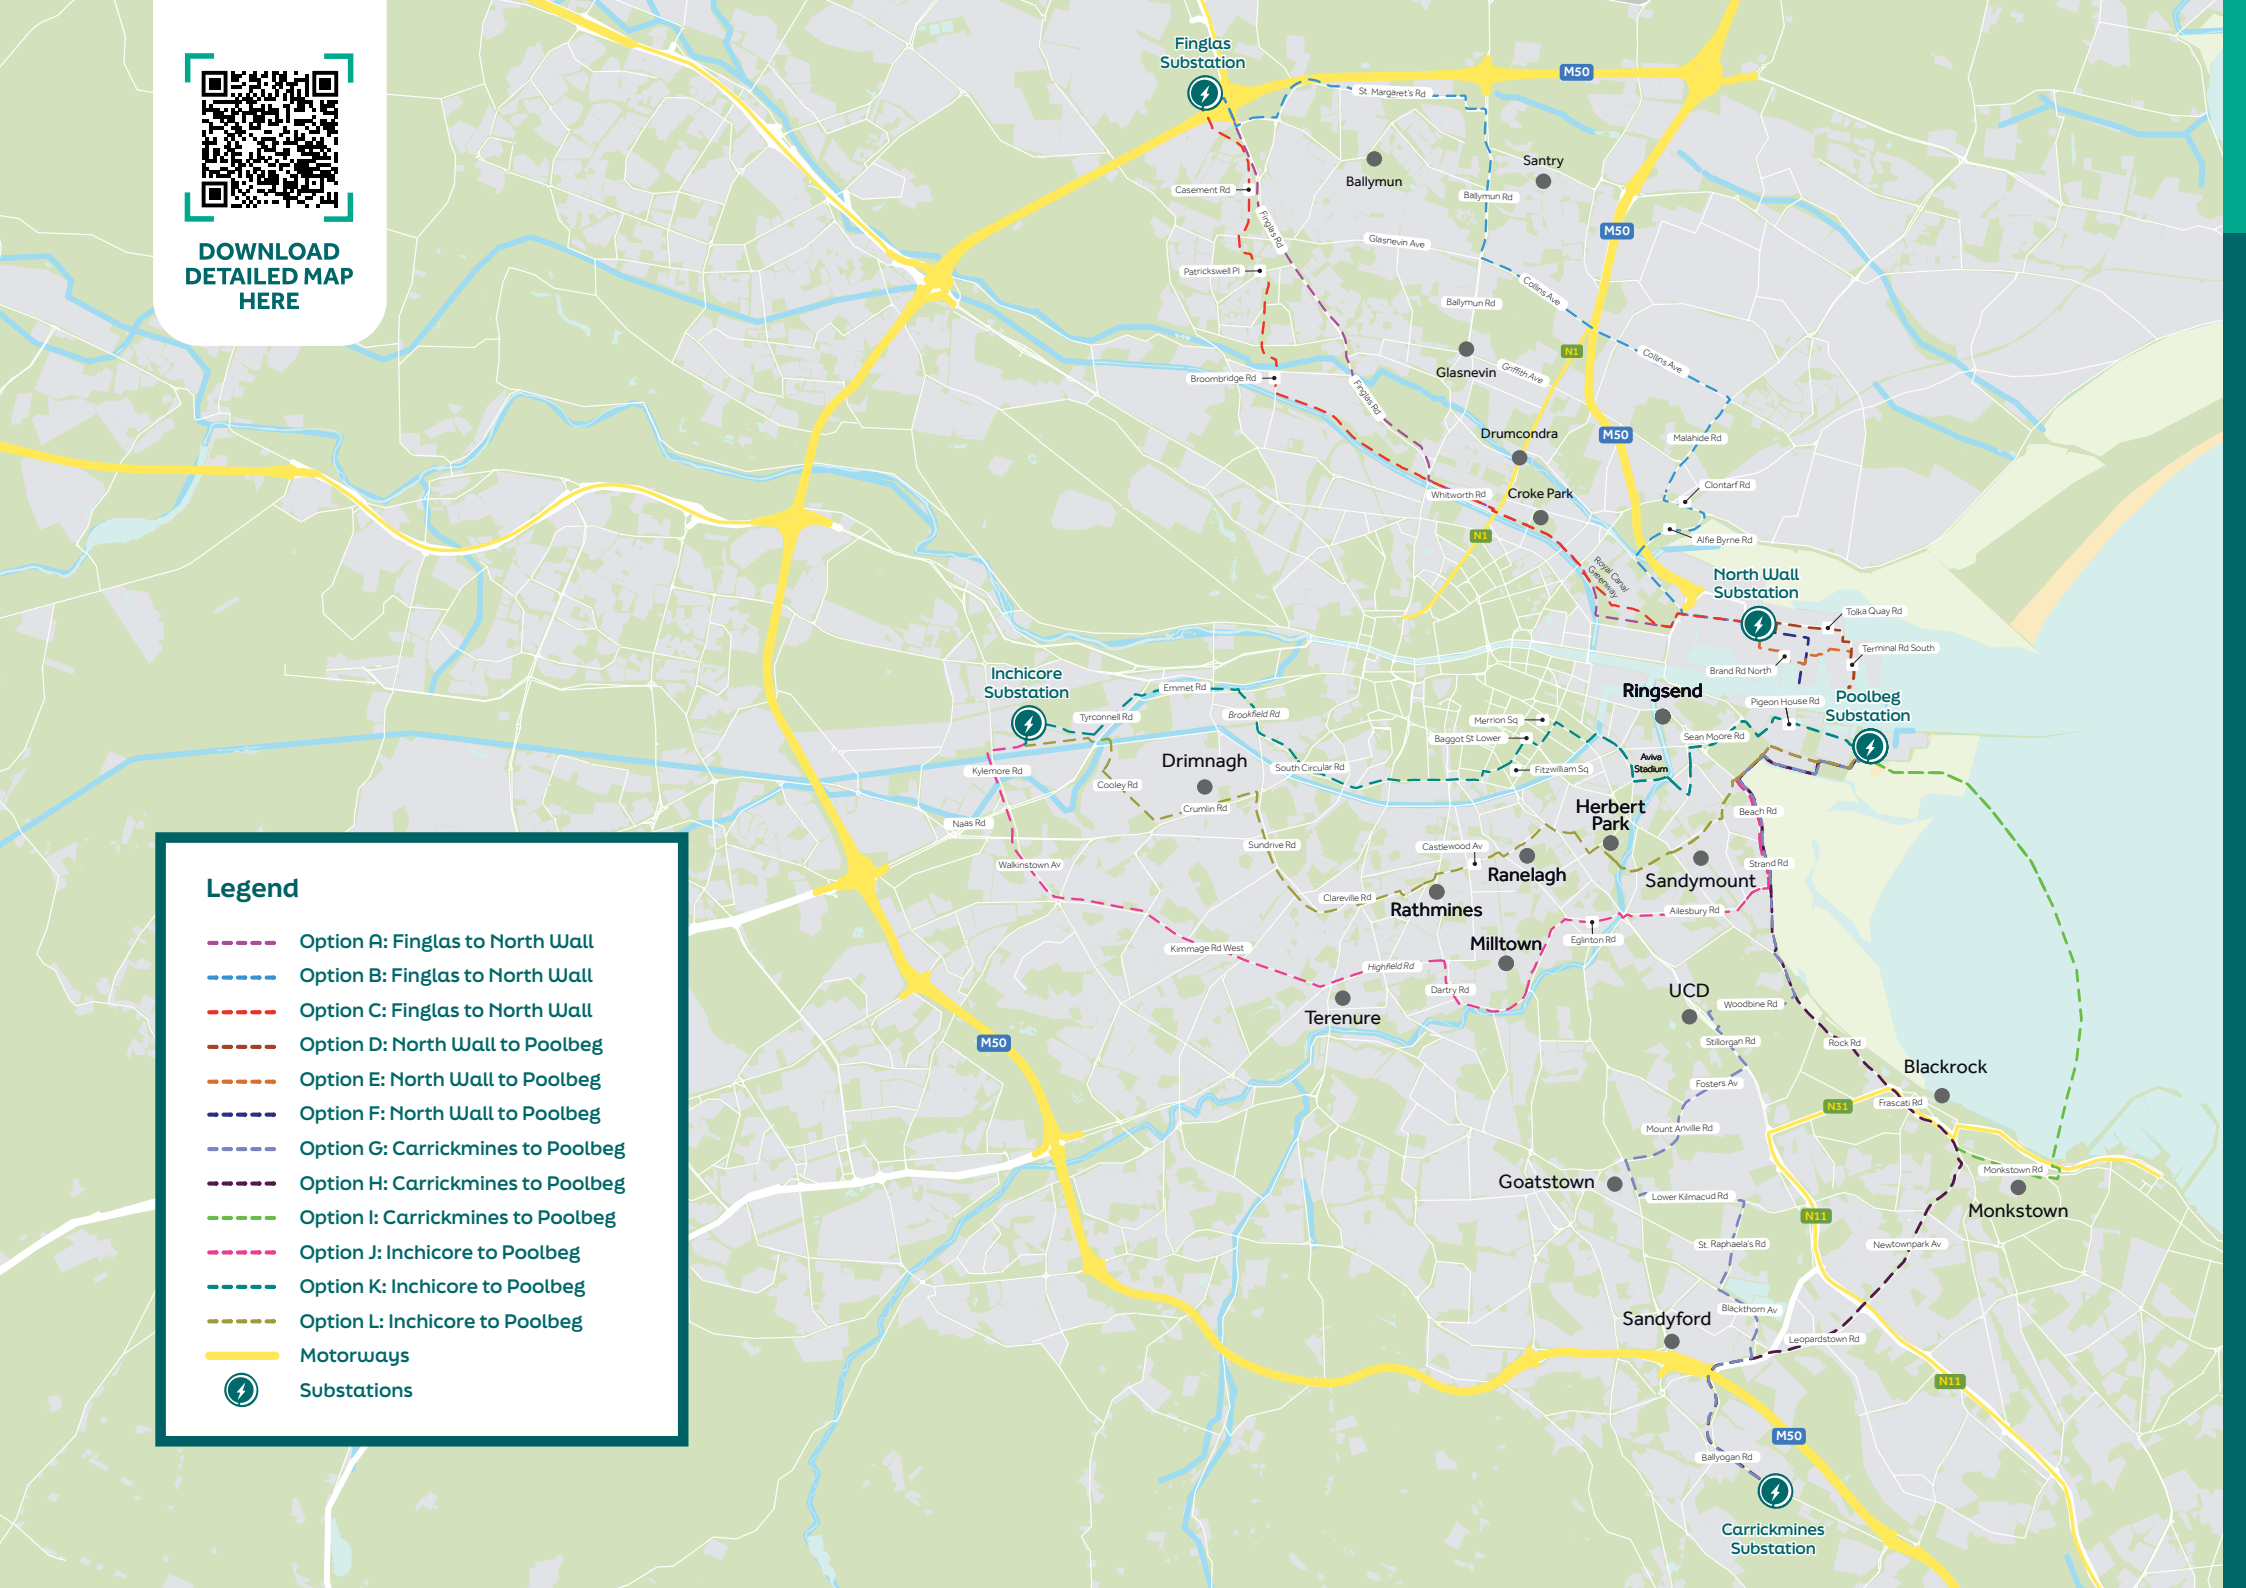 DOWNLOAD
DETAILED MAP
HERE
Finglas
Substation
M50
St. Margaret's Rd
Santry
Ballymun
Casement Rd
Ballymun Rd
M50
Finglas Rd
Glasnevin Ave
Patrickswell Pl
Collins Ave
Ballymun Rd
N1
Collins Ave
Glasnevin
Griffith Ave
Broombridge Rd
Finglas Rd
Drumcondra
M50
Malahide Rd
Clontarf Rd
Whitworth Rd
Croke Park
N1
Alfie Byrne Rd
Royal Canal
Greenway
North Wall
Substation
Tolka Quay Rd
Terminal Rd South
Brand Rd North
Inchicore
Substation
Emmet Rd
Ringsend
Pigeon House Rd
Poolbeg
Substation
Tyrconnell Rd
Brookfield Rd
Merrion Sq
Baggot St Lower
Sean Moore Rd
Drimnagh
Aviva
Stadium
Kylemore Rd
South Circular Rd
Fitzwilliam Sq
Cooley Rd
Crumlin Rd
Herbert
Park
Beach Rd
Naas Rd
Sundrive Rd
Castlewood Av
Walkinstown Av
Strand Rd
Ranelagh
Sandymount
Clareville Rd
Rathmines
Ailesbury Rd
Kimmage Rd West
Milltown
Eglinton Rd
Highfield Rd
Dartry Rd
UCD
Woodbine Rd
Terenure
M50
Stillorgan Rd
Rock Rd
Blackrock
Fosters Av
N31
Frascati Rd
Mount Anville Rd
Monkstown Rd
Goatstown
Lower Kilmacud Rd
Monkstown
N11
St. Raphaela's Rd
Newtownpark Av
Blackthorn Av
Sandyford
Leopardstown Rd
N11
M50
Ballyogan Rd
Carrickmines
Substation
Legend
Option A: Finglas to North Wall
Option B: Finglas to North Wall
Option C: Finglas to North Wall
Option D: North Wall to Poolbeg
Option E: North Wall to Poolbeg
Option F: North Wall to Poolbeg
Option G: Carrickmines to Poolbeg
Option H: Carrickmines to Poolbeg
Option I: Carrickmines to Poolbeg
Option J: Inchicore to Poolbeg
Option K: Inchicore to Poolbeg
Option L: Inchicore to Poolbeg
Motorways
Substations